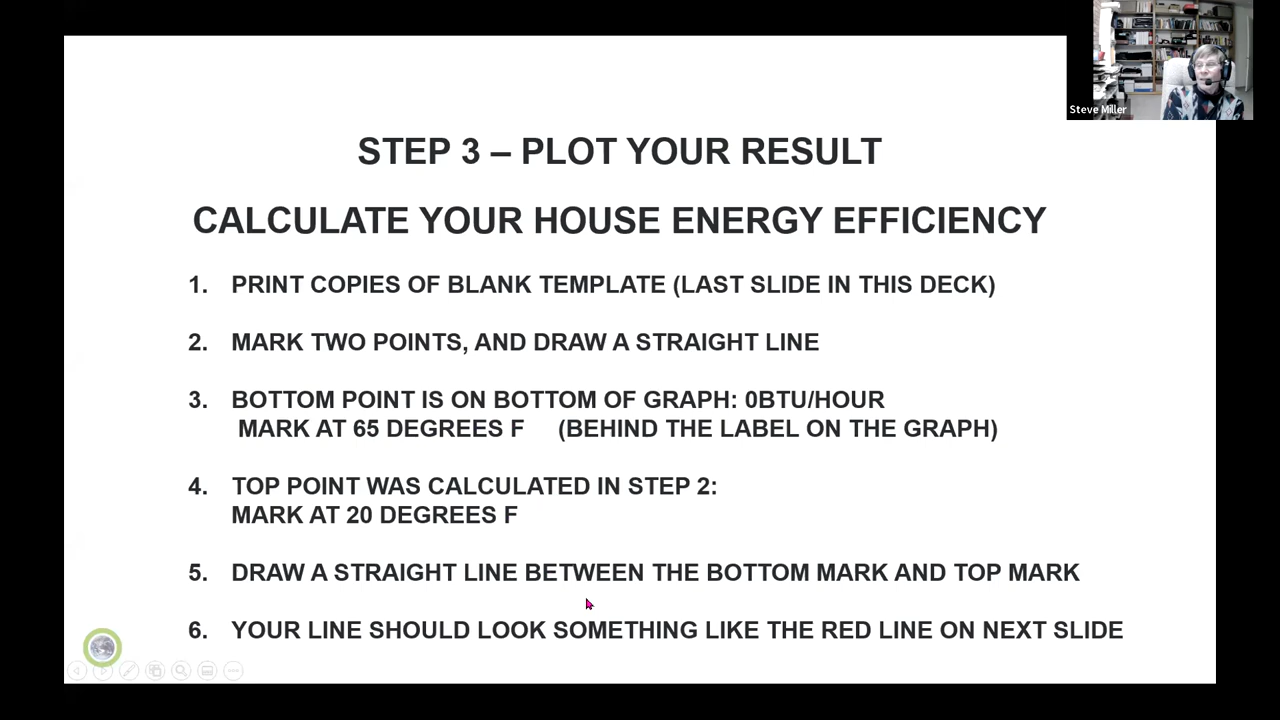 Steve Miller
STEP 3 – PLOT YOUR RESULT
CALCULATE YOUR HOUSE ENERGY EFFICIENCY
1. PRINT COPIES OF BLANK TEMPLATE (LAST SLIDE IN THIS DECK)
2. MARK TWO POINTS, AND DRAW A STRAIGHT LINE
3. BOTTOM POINT IS ON BOTTOM OF GRAPH: 0BTU/HOUR
MARK AT 65 DEGREES F (BEHIND THE LABEL ON THE GRAPH)
4. TOP POINT WAS CALCULATED IN STEP 2:
MARK AT 20 DEGREES F
5. DRAW A STRAIGHT LINE BETWEEN THE BOTTOM MARK AND TOP MARK
6. YOUR LINE SHOULD LOOK SOMETHING LIKE THE RED LINE ON NEXT SLIDE